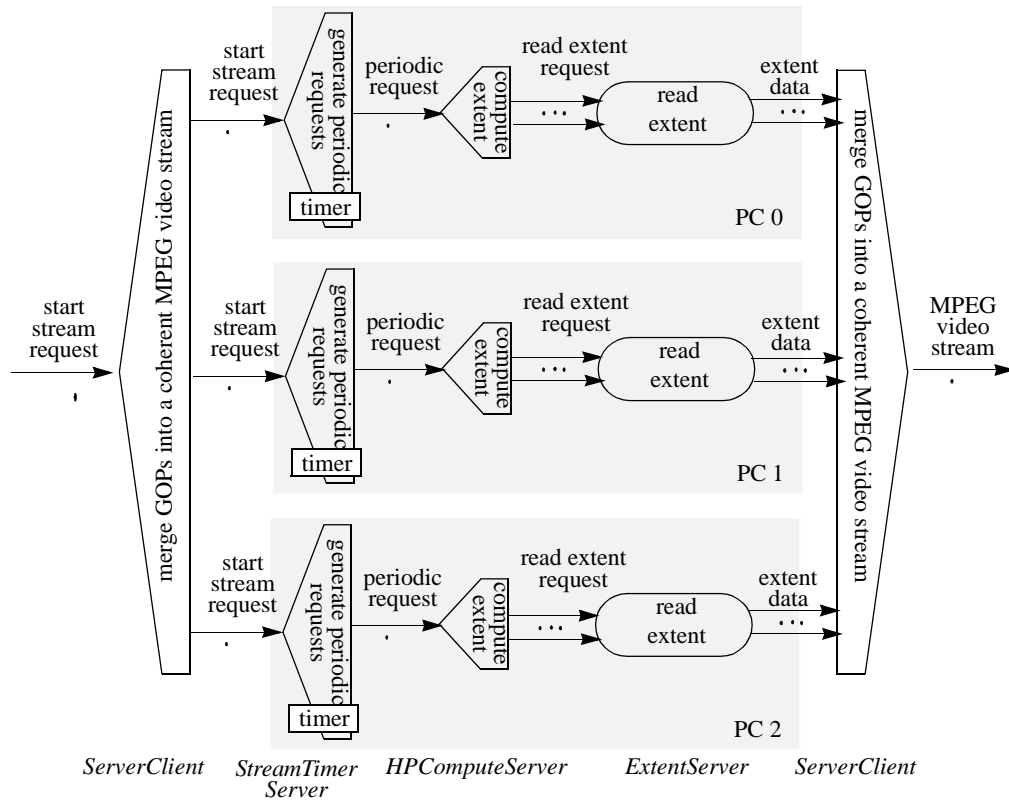 start
stream
request
merge GOPs into a coherent MPEG video stream
start
stream
request
generate periodic
requests
timer
periodic
request
compute
extent
read extent
request
read
extent
extent
data
PC 0
start
stream
request
generate periodic
requests
timer
periodic
request
compute
extent
read extent
request
read
extent
extent
data
PC 1
start
stream
request
generate periodic
requests
timer
periodic
request
compute
extent
read extent
request
read
extent
extent
data
PC 2
merge GOPs into a coherent MPEG video stream
MPEG
video
stream
ServerClient
StreamTimer
Server
HPComputeServer
ExtentServer
ServerClient